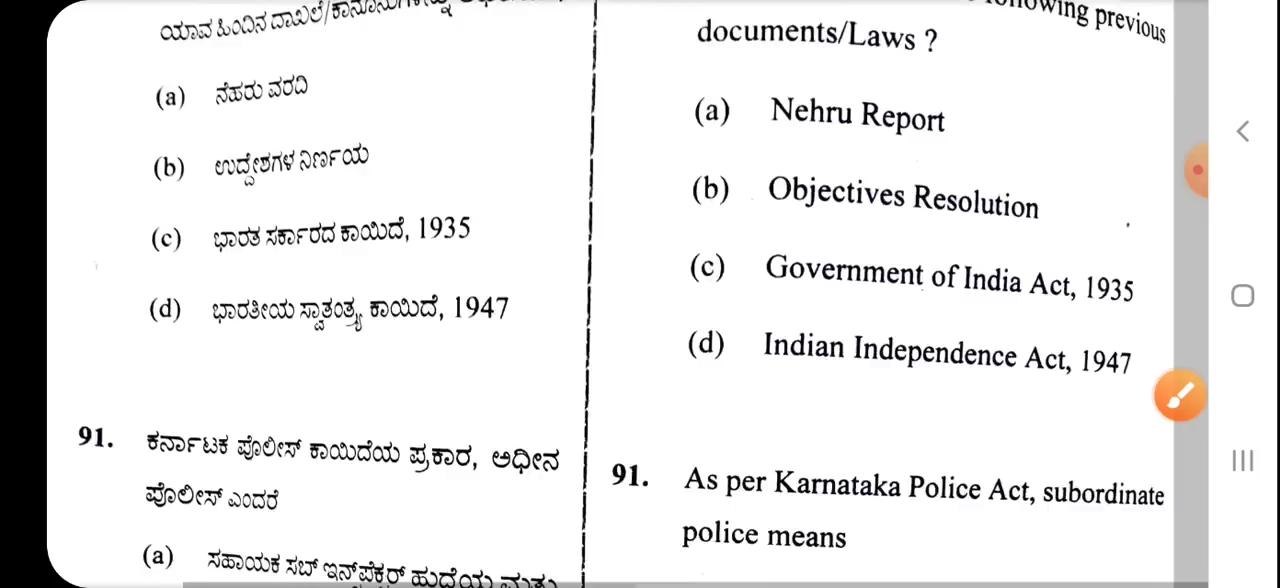 ಯಾವ ಹಿಂದಿನ ದಾಖಲೆ/ಕಾನೂನುಗಳನ್ನು
(a) ನೆಹರು ವರದಿ
(b) ಉದ್ದೇಶಗಳ ನಿರ್ಣಯ
(c) ಭಾರತ ಸರ್ಕಾರದ ಕಾಯಿದೆ, 1935
(d) ಭಾರತೀಯ ಸ್ವಾತಂತ್ರ್ಯ ಕಾಯಿದೆ, 1947
91. ಕರ್ನಾಟಕ ಪೊಲೀಸ್ ಕಾಯಿದೆಯ ಪ್ರಕಾರ, ಅಧೀನ
ಪೊಲೀಸ್ ಎಂದರೆ
(a) ಸಹಾಯಕ ಸಬ್ ಇನ್ಸ್‌ಪೆಕ್ಟರ್ ಹುದ್ದೆಯ ಮತ್ತು
following previous
documents/Laws ?
(a) Nehru Report
(b) Objectives Resolution
(c) Government of India Act, 1935
(d) Indian Independence Act, 1947
91. As per Karnataka Police Act, subordinate
police means